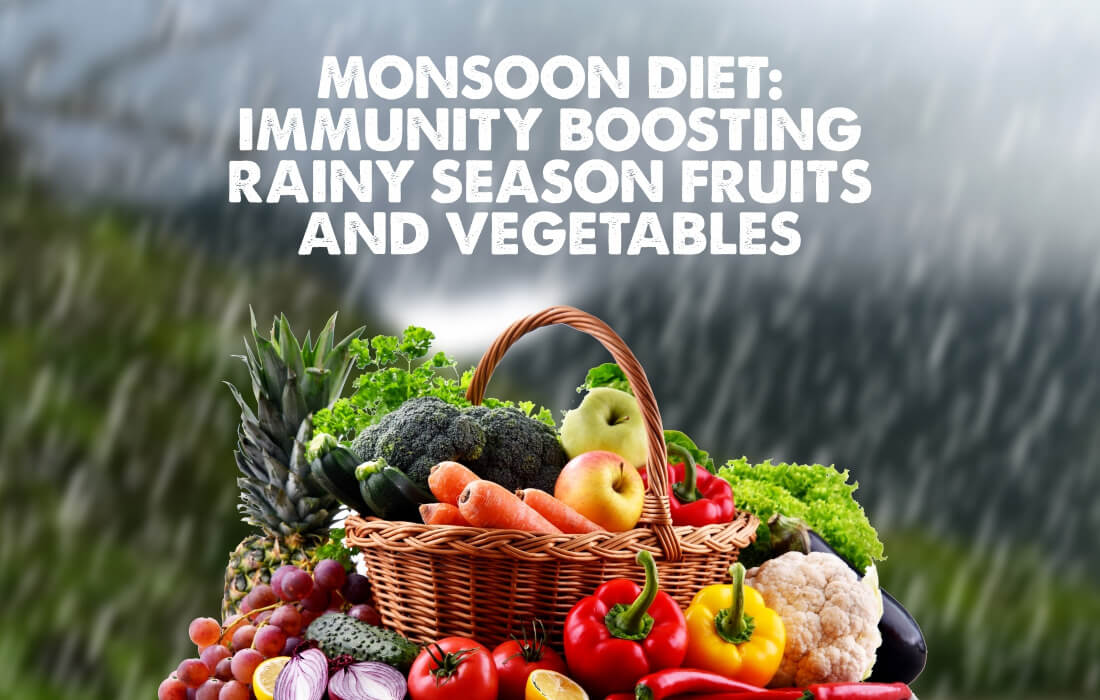 MONSOON DIET:
IMMUNITY BOOSTING
RAINY SEASON FRUITS
AND VEGETABLES